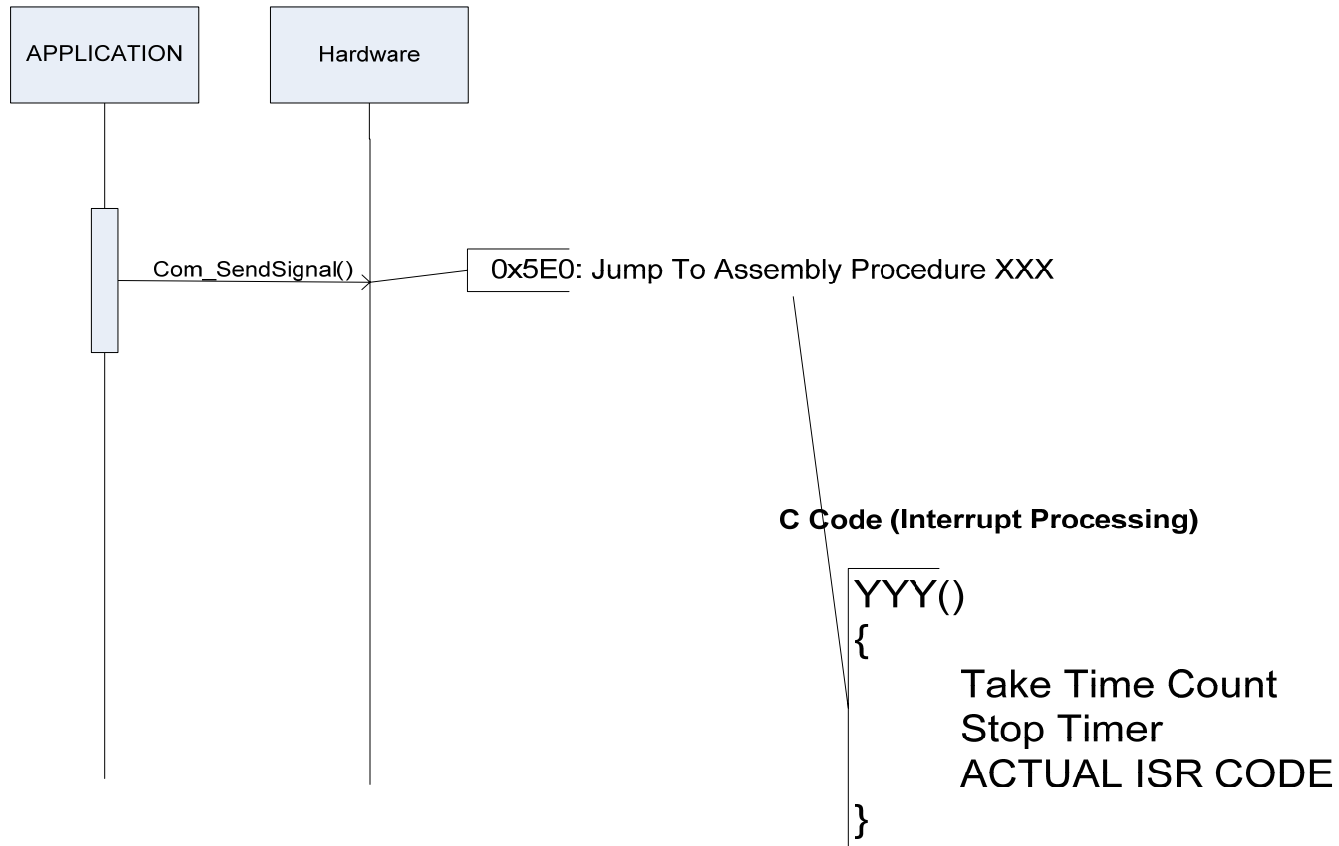 APPLICATION
Hardware
Com_SendSignal()
0x5E0: Jump To Assembly Procedure XXX
C Code (Interrupt Processing)
YYY()
{
Take Time Count
Stop Timer
ACTUAL ISR CODE
}